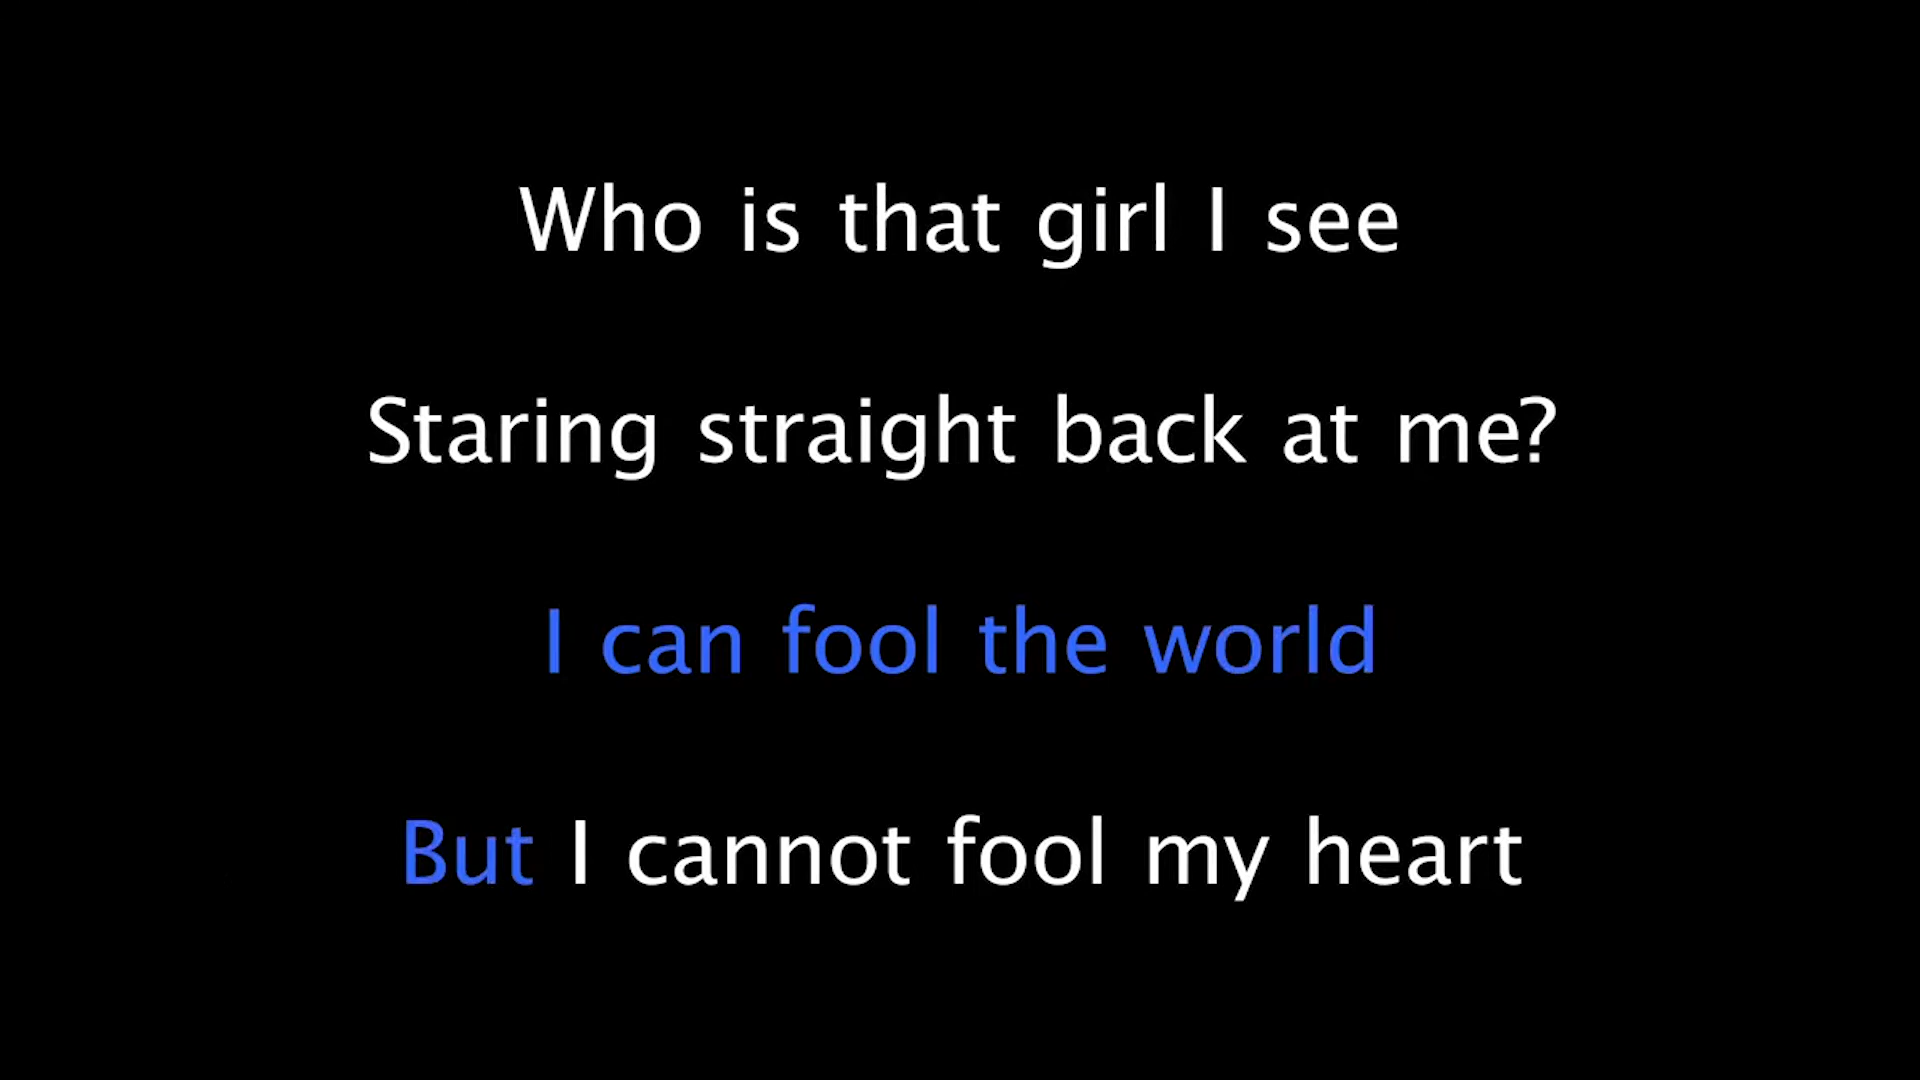 Who is that girl I see
Staring straight back at me?
I can fool the world
But I cannot fool my heart